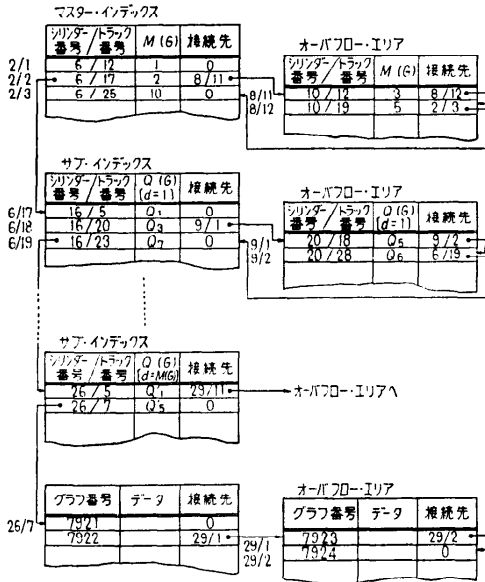 マスター・インデックス
シリンダー/トラック 番号/番号 M(G) 接続先
2/1 6/12 1 0
2/2 6/17 2 8/11
2/3 6/25 10 0
オーバフロー・エリア
シリンダー/トラック 番号/番号 M(G) 接続先
8/11 10/12 3 8/12
8/12 10/19 5 2/3
サブ・インデックス
シリンダー/トラック 番号/番号 Q(G) [d=1] 接続先
6/17 16/5 Q₁ 0
6/18 16/20 Q₃ 9/1
6/19 16/23 Q₇ 0
オーバフロー・エリア
シリンダー/トラック 番号/番号 Q(G) [d=1] 接続先
9/1 20/18 Q₅ 9/2
9/2 20/28 Q₆ 6/19
サブ・インデックス
シリンダー/トラック 番号/番号 Q(G) [d=M(G)] 接続先
26/5 Q'₁ 29/11
26/7 Q'₅ 0
オーバフロー・エリアへ
グラフ番号 データ 接続先
26/7 7921 0
7922 29/1
オーバフロー・エリア
グラフ番号 データ 接続先
29/1 7923 29/2
29/2 7924 0